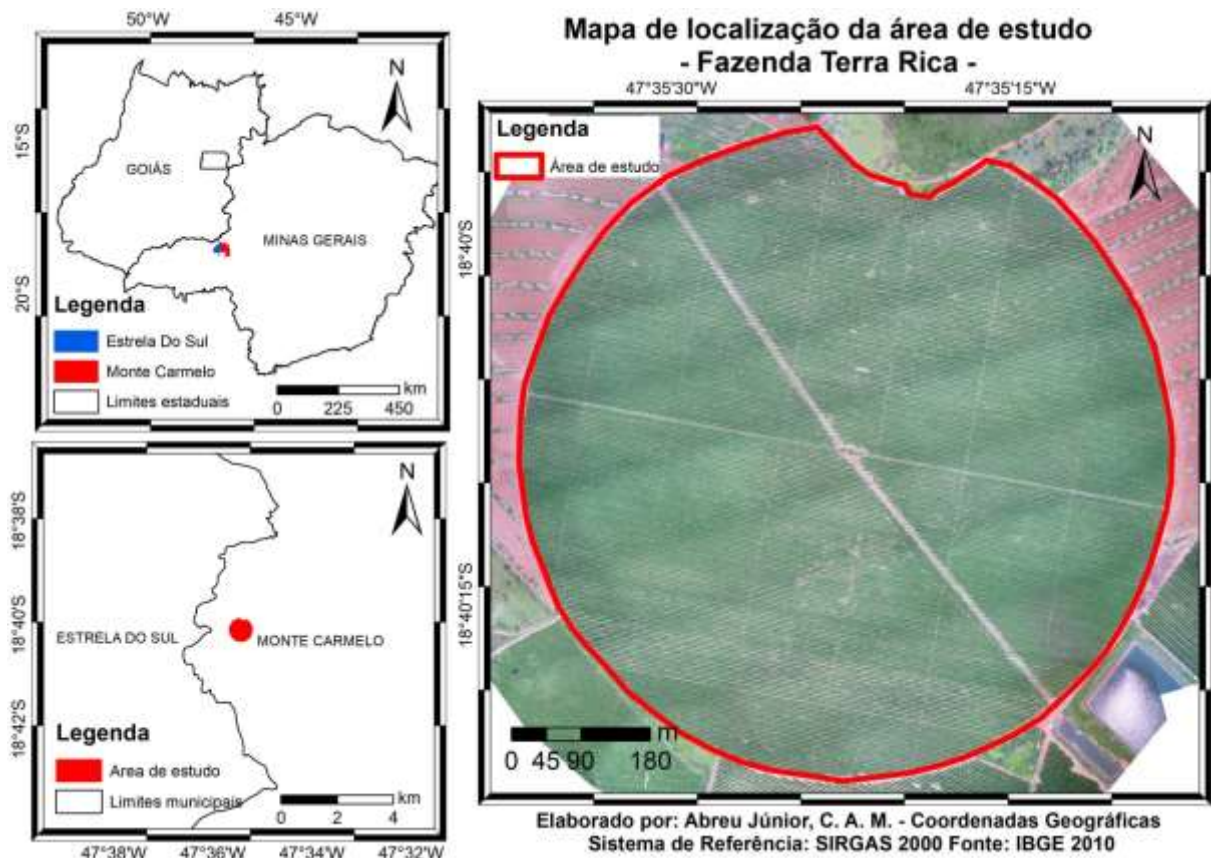 Mapa de localização da área de estudo
- Fazenda Terra Rica -
50°W 45°W
N
15°S
20°S
GOIÁS
MINAS GERAIS
Legenda
Estrela Do Sul
Monte Carmelo
Limites estaduais
km
0 225 450
N
18°38'S
18°40'S
18°42'S
ESTRELA DO SUL
MONTE CARMELO
Legenda
Area de estudo
Limites municipais
km
0 2 4
47°38'W 47°36'W 47°34'W 47°32'W
47°35'30"W 47°35'15"W
Legenda
Área de estudo
N
18°40'S
18°40'15"S
m
0 45 90 180
Elaborado por: Abreu Júnior, C. A. M. - Coordenadas Geográficas
Sistema de Referência: SIRGAS 2000 Fonte: IBGE 2010